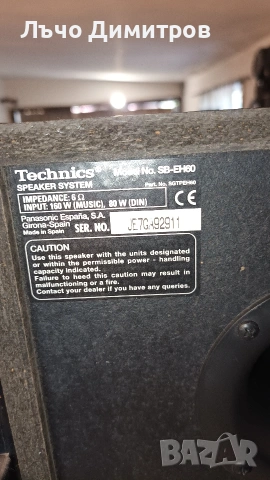 Лъчо Димитров
Technics Model No. SB-EH60
SPEAKER SYSTEM Part. No. SGTPEH60
IMPEDANCE: 6 Ω
INPUT: 160 W (MUSIC), 80 W (DIN)
Panasonic España, S.A.
Girona-Spain
Made in Spain
SER. NO. JE7GA92911
CE
CAUTION
Use this speaker with the units designated
or within the permissible power - handling
capacity indicated.
Failure to heed this caution may result in
malfunctioning or a fire.
Contact your dealer if you have any queries.
BAZAR